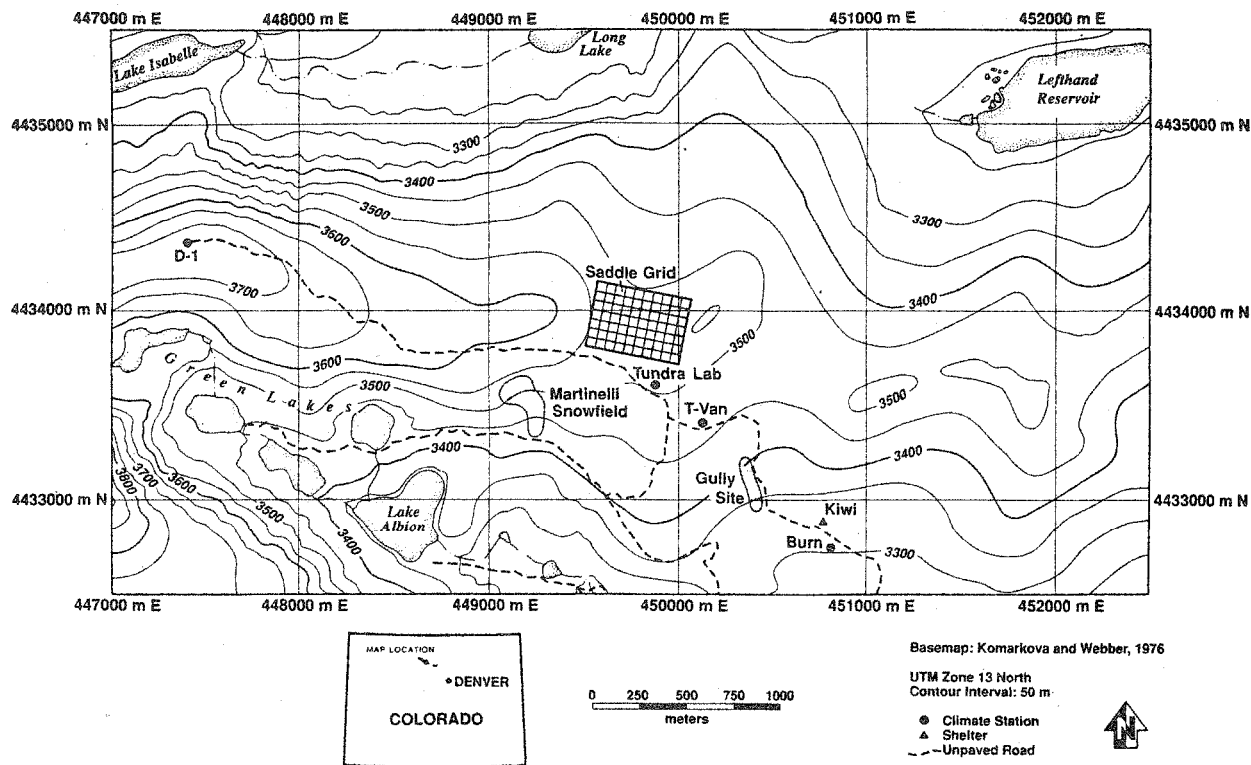 447000 m E
448000 m E
449000 m E
450000 m E
451000 m E
452000 m E
Lake Isabelle
Long
Lake
Lefthand
Reservoir
4435000 m N
4435000 m N
3300
3400
3500
3600
3300
D-1
3700
Saddle Grid
3400
4434000 m N
4434000 m N
3500
3600
Green Lakes
3500
Tundra Lab
Martinelli
Snowfield
T-Van
3500
3400
3400
Gully
Site
3800
3700
3600
3500
3400
4433000 m N
4433000 m N
Lake
Albion
Kiwi
Burn
3300
447000 m E
448000 m E
449000 m E
450000 m E
451000 m E
452000 m E
MAP LOCATION
DENVER
COLORADO
0 250 500 750 1000
meters
Basemap: Komarkova and Webber, 1976
UTM Zone 13 North
Contour Interval: 50 m
Climate Station
Shelter
Unpaved Road
N